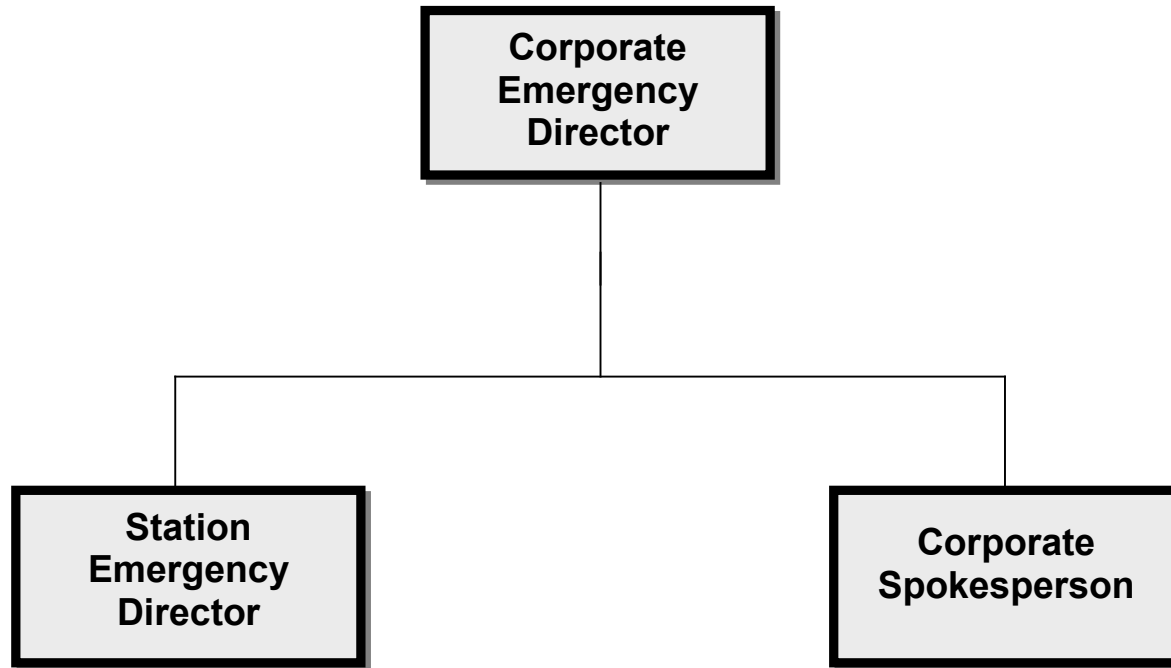 Corporate
Emergency
Director
Station
Emergency
Director
Corporate
Spokesperson